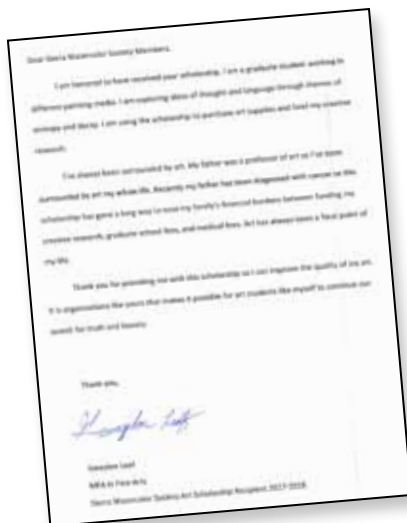 Dear Sierra Watercolor Society Members,
I am honored to have received your scholarship. I am a graduate student working in
different painting media. I am exploring ideas of thought and language through themes of
entropy and decay. I am using the scholarship to purchase art supplies and fund my creative
research.
I've always been surrounded by art. My father was a professor of art so I've been
surrounded by art my whole life. Recently my father has been diagnosed with cancer so this
scholarship has gone a long way to ease my family's financial burdens between funding my
creative research, graduate school fees, and medical fees. Art has always been a focal point of
my life.
Thank you for providing me with this scholarship so I can improve the quality of my art.
It is organizations like yours that makes it possible for art students like myself to continue our
search for truth and beauty.
Thank you,
MFA in Fine Arts
Sierra Watercolor Society Art Scholarship Recipient 2017-2018